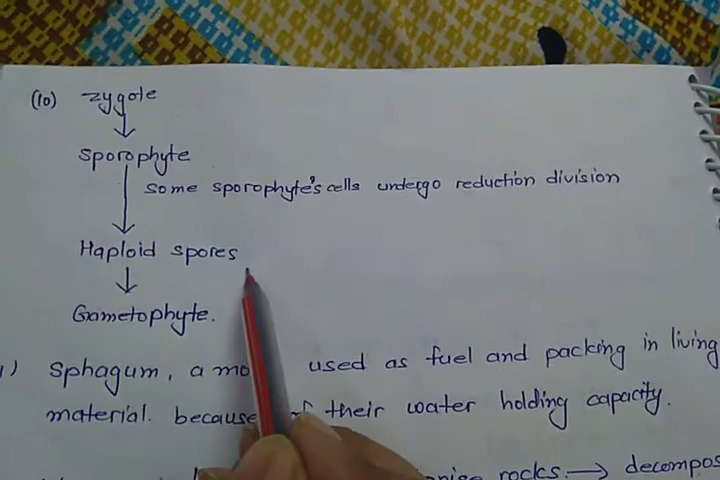 (10) zygote
Sporophyte
some sporophyte's cells undergo reduction division
Haploid spores
Gametophyte.
) Sphagum, a used as fuel and packing in living
material. because their water holding capacity.
rocks. → decompos